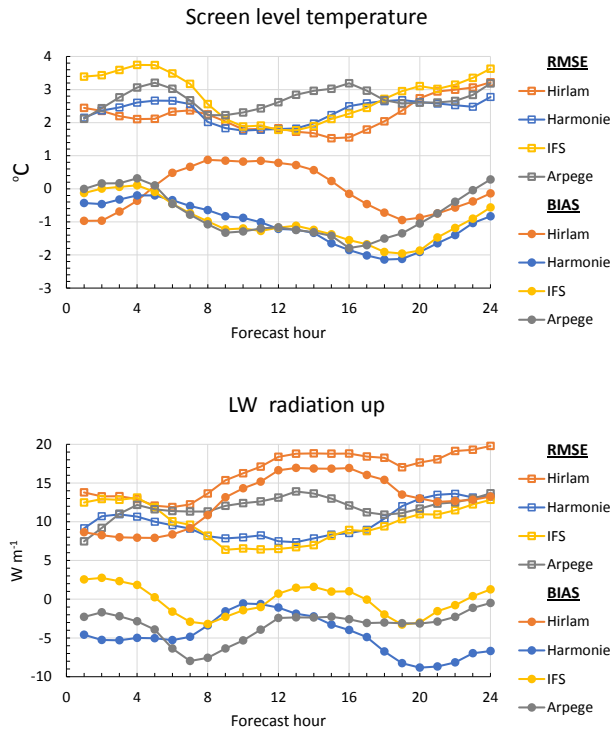 Screen level temperature
4
3
2
1
0
-1
-2
-3
ºC
0 4 8 12 16 20 24
Forecast hour
RMSE
Hirlam
Harmonie
IFS
Arpege
BIAS
Hirlam
Harmonie
IFS
Arpege
LW radiation up
20
15
10
5
0
-5
-10
W m⁻¹
0 4 8 12 16 20 24
Forecast hour
RMSE
Hirlam
Harmonie
IFS
Arpege
BIAS
Hirlam
Harmonie
IFS
Arpege